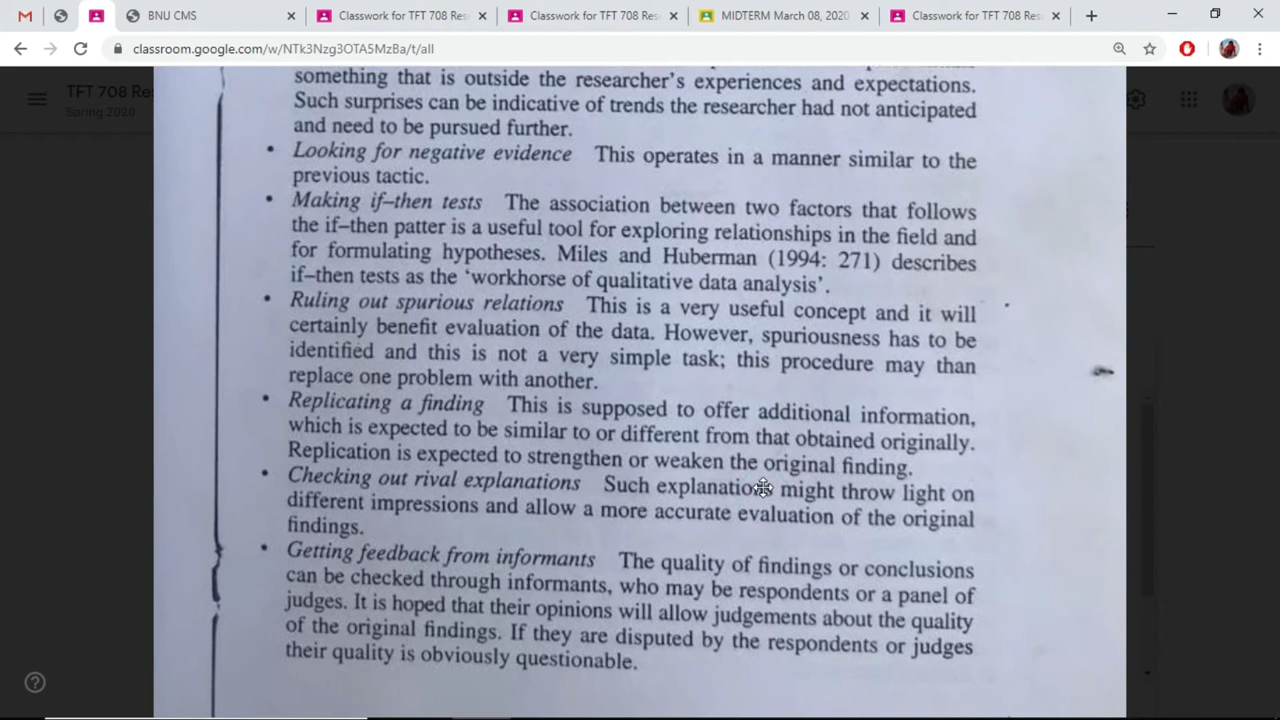 BNU CMS
Classwork for TFT 708 Res
Classwork for TFT 708 Res
MIDTERM March 08, 2020
Classwork for TFT 708 Res
classroom.google.com/w/NTk3Nzg3OTA5MzBa/t/all
TFT 708 Res
Spring 2020
something that is outside the researcher's experiences and expectations.
Such surprises can be indicative of trends the researcher had not anticipated
and need to be pursued further.
• Looking for negative evidence This operates in a manner similar to the
previous tactic.
• Making if–then tests The association between two factors that follows
the if–then patter is a useful tool for exploring relationships in the field and
for formulating hypotheses. Miles and Huberman (1994: 271) describes
if–then tests as the 'workhorse of qualitative data analysis'.
• Ruling out spurious relations This is a very useful concept and it will
certainly benefit evaluation of the data. However, spuriousness has to be
identified and this is not a very simple task; this procedure may than
replace one problem with another.
• Replicating a finding This is supposed to offer additional information,
which is expected to be similar to or different from that obtained originally.
Replication is expected to strengthen or weaken the original finding.
• Checking out rival explanations Such explanations might throw light on
different impressions and allow a more accurate evaluation of the original
findings.
• Getting feedback from informants The quality of findings or conclusions
can be checked through informants, who may be respondents or a panel of
judges. It is hoped that their opinions will allow judgements about the quality
of the original findings. If they are disputed by the respondents or judges
their quality is obviously questionable.